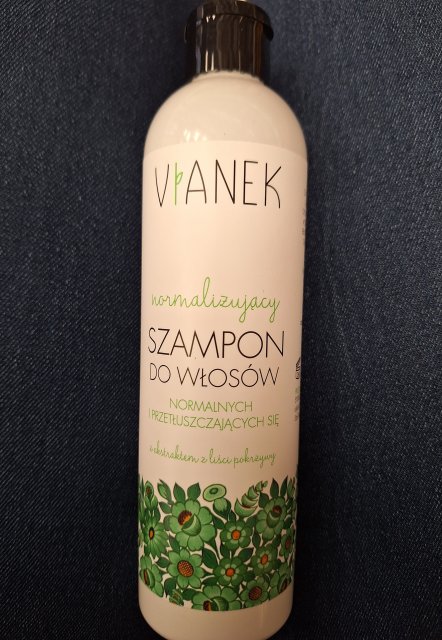 VIANEK
normalizujący
SZAMPON
DO WŁOSÓW
NORMALNYCH
I PRZETŁUSZCZAJĄCYCH SIĘ
z ekstraktem z liści pokrzywy